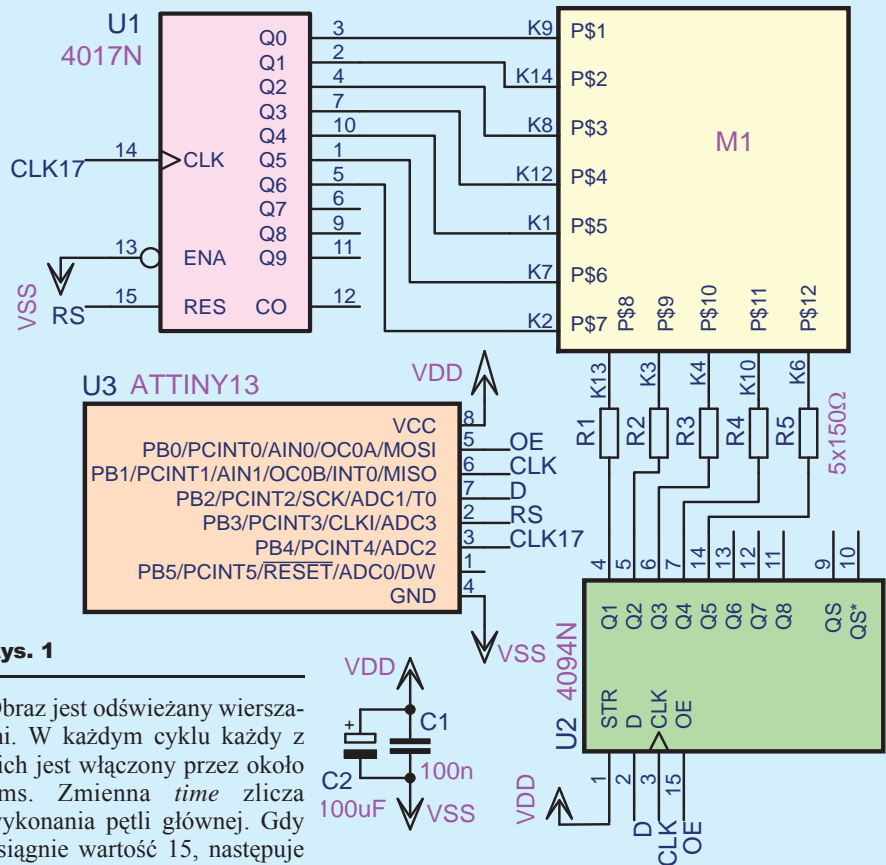 U1
4017N
CLK17
14
CLK
13
ENA
VSS
RS
15
RES
Q0
3
Q1
2
Q2
4
Q3
7
Q4
10
Q5
1
Q6
5
Q7
6
Q8
9
Q9
11
CO
12
K9
P$1
K14
P$2
K8
P$3
K12
P$4
K1
P$5
K7
P$6
K2
P$7
M1
P$8
P$9
P$10
P$11
P$12
K13
K3
K4
K10
K6
R1
R2
R3
R4
R5
5x150Ω
U3 ATTINY13
VDD
VCC
8
PB0/PCINT0/AIN0/OC0A/MOSI
5
OE
PB1/PCINT1/AIN1/OC0B/INT0/MISO
6
CLK
PB2/PCINT2/SCK/ADC1/T0
7
D
PB3/PCINT3/CLKI/ADC3
2
RS
PB4/PCINT4/ADC2
3
CLK17
PB5/PCINT5/RESET/ADC0/DW
1
GND
4
VSS
4
5
6
7
14
13
12
11
9
10
Q1
Q2
Q3
Q4
Q5
Q6
Q7
Q8
QS
QS*
U2 4094N
STR
D
CLK
OE
1
2
3
15
VDD
D
CLK
OE
VDD
+
C1
100n
C2
100uF
VSS
ys. 1
Obraz jest odświeżany wiersza-
ni. W każdym cyklu każdy z
ich jest włączony przez około
ms. Zmienna time zlicza
wykonania pętli głównej. Gdy
siągnie wartość 15, następuje